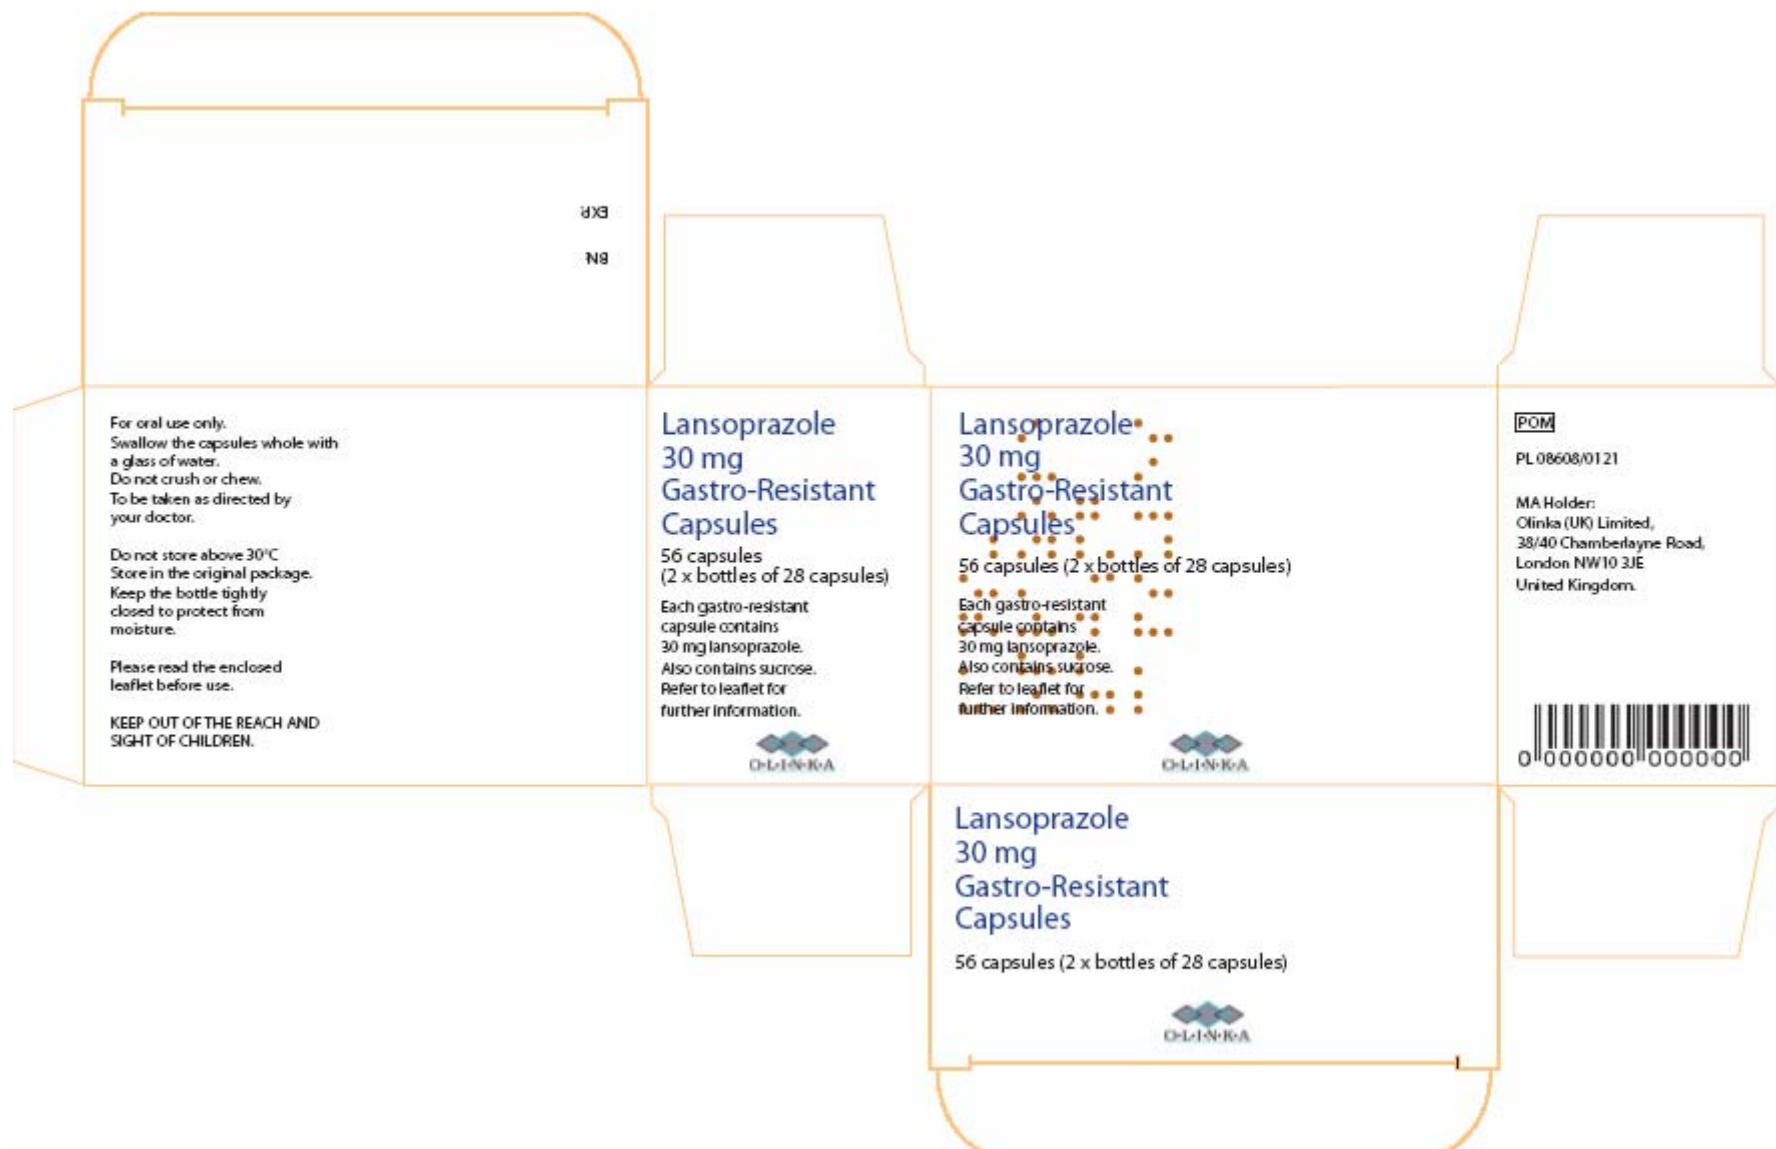 EXP:
BN:
For oral use only.
Swallow the capsules whole with
a glass of water.
Do not crush or chew.
To be taken as directed by
your doctor.
Do not store above 30°C
Store in the original package.
Keep the bottle tightly
closed to protect from
moisture.
Please read the enclosed
leaflet before use.
KEEP OUT OF THE REACH AND
SIGHT OF CHILDREN.
Lansoprazole
30 mg
Gastro-Resistant
Capsules
56 capsules
(2 x bottles of 28 capsules)
Each gastro-resistant
capsule contains
30 mg lansoprazole.
Also contains sucrose.
Refer to leaflet for
further information.
O•L•I•N•K•A
Lansoprazole
30 mg
Gastro-Resistant
Capsules
56 capsules (2 x bottles of 28 capsules)
Each gastro-resistant
capsule contains
30 mg lansoprazole.
Also contains sucrose.
Refer to leaflet for
further information.
O•L•I•N•K•A
POM
PL 08608/0121
MA Holder:
Olinka (UK) Limited,
38/40 Chamberlayne Road,
London NW10 3JE
United Kingdom.
0 000000 000000
Lansoprazole
30 mg
Gastro-Resistant
Capsules
56 capsules (2 x bottles of 28 capsules)
O•L•I•N•K•A